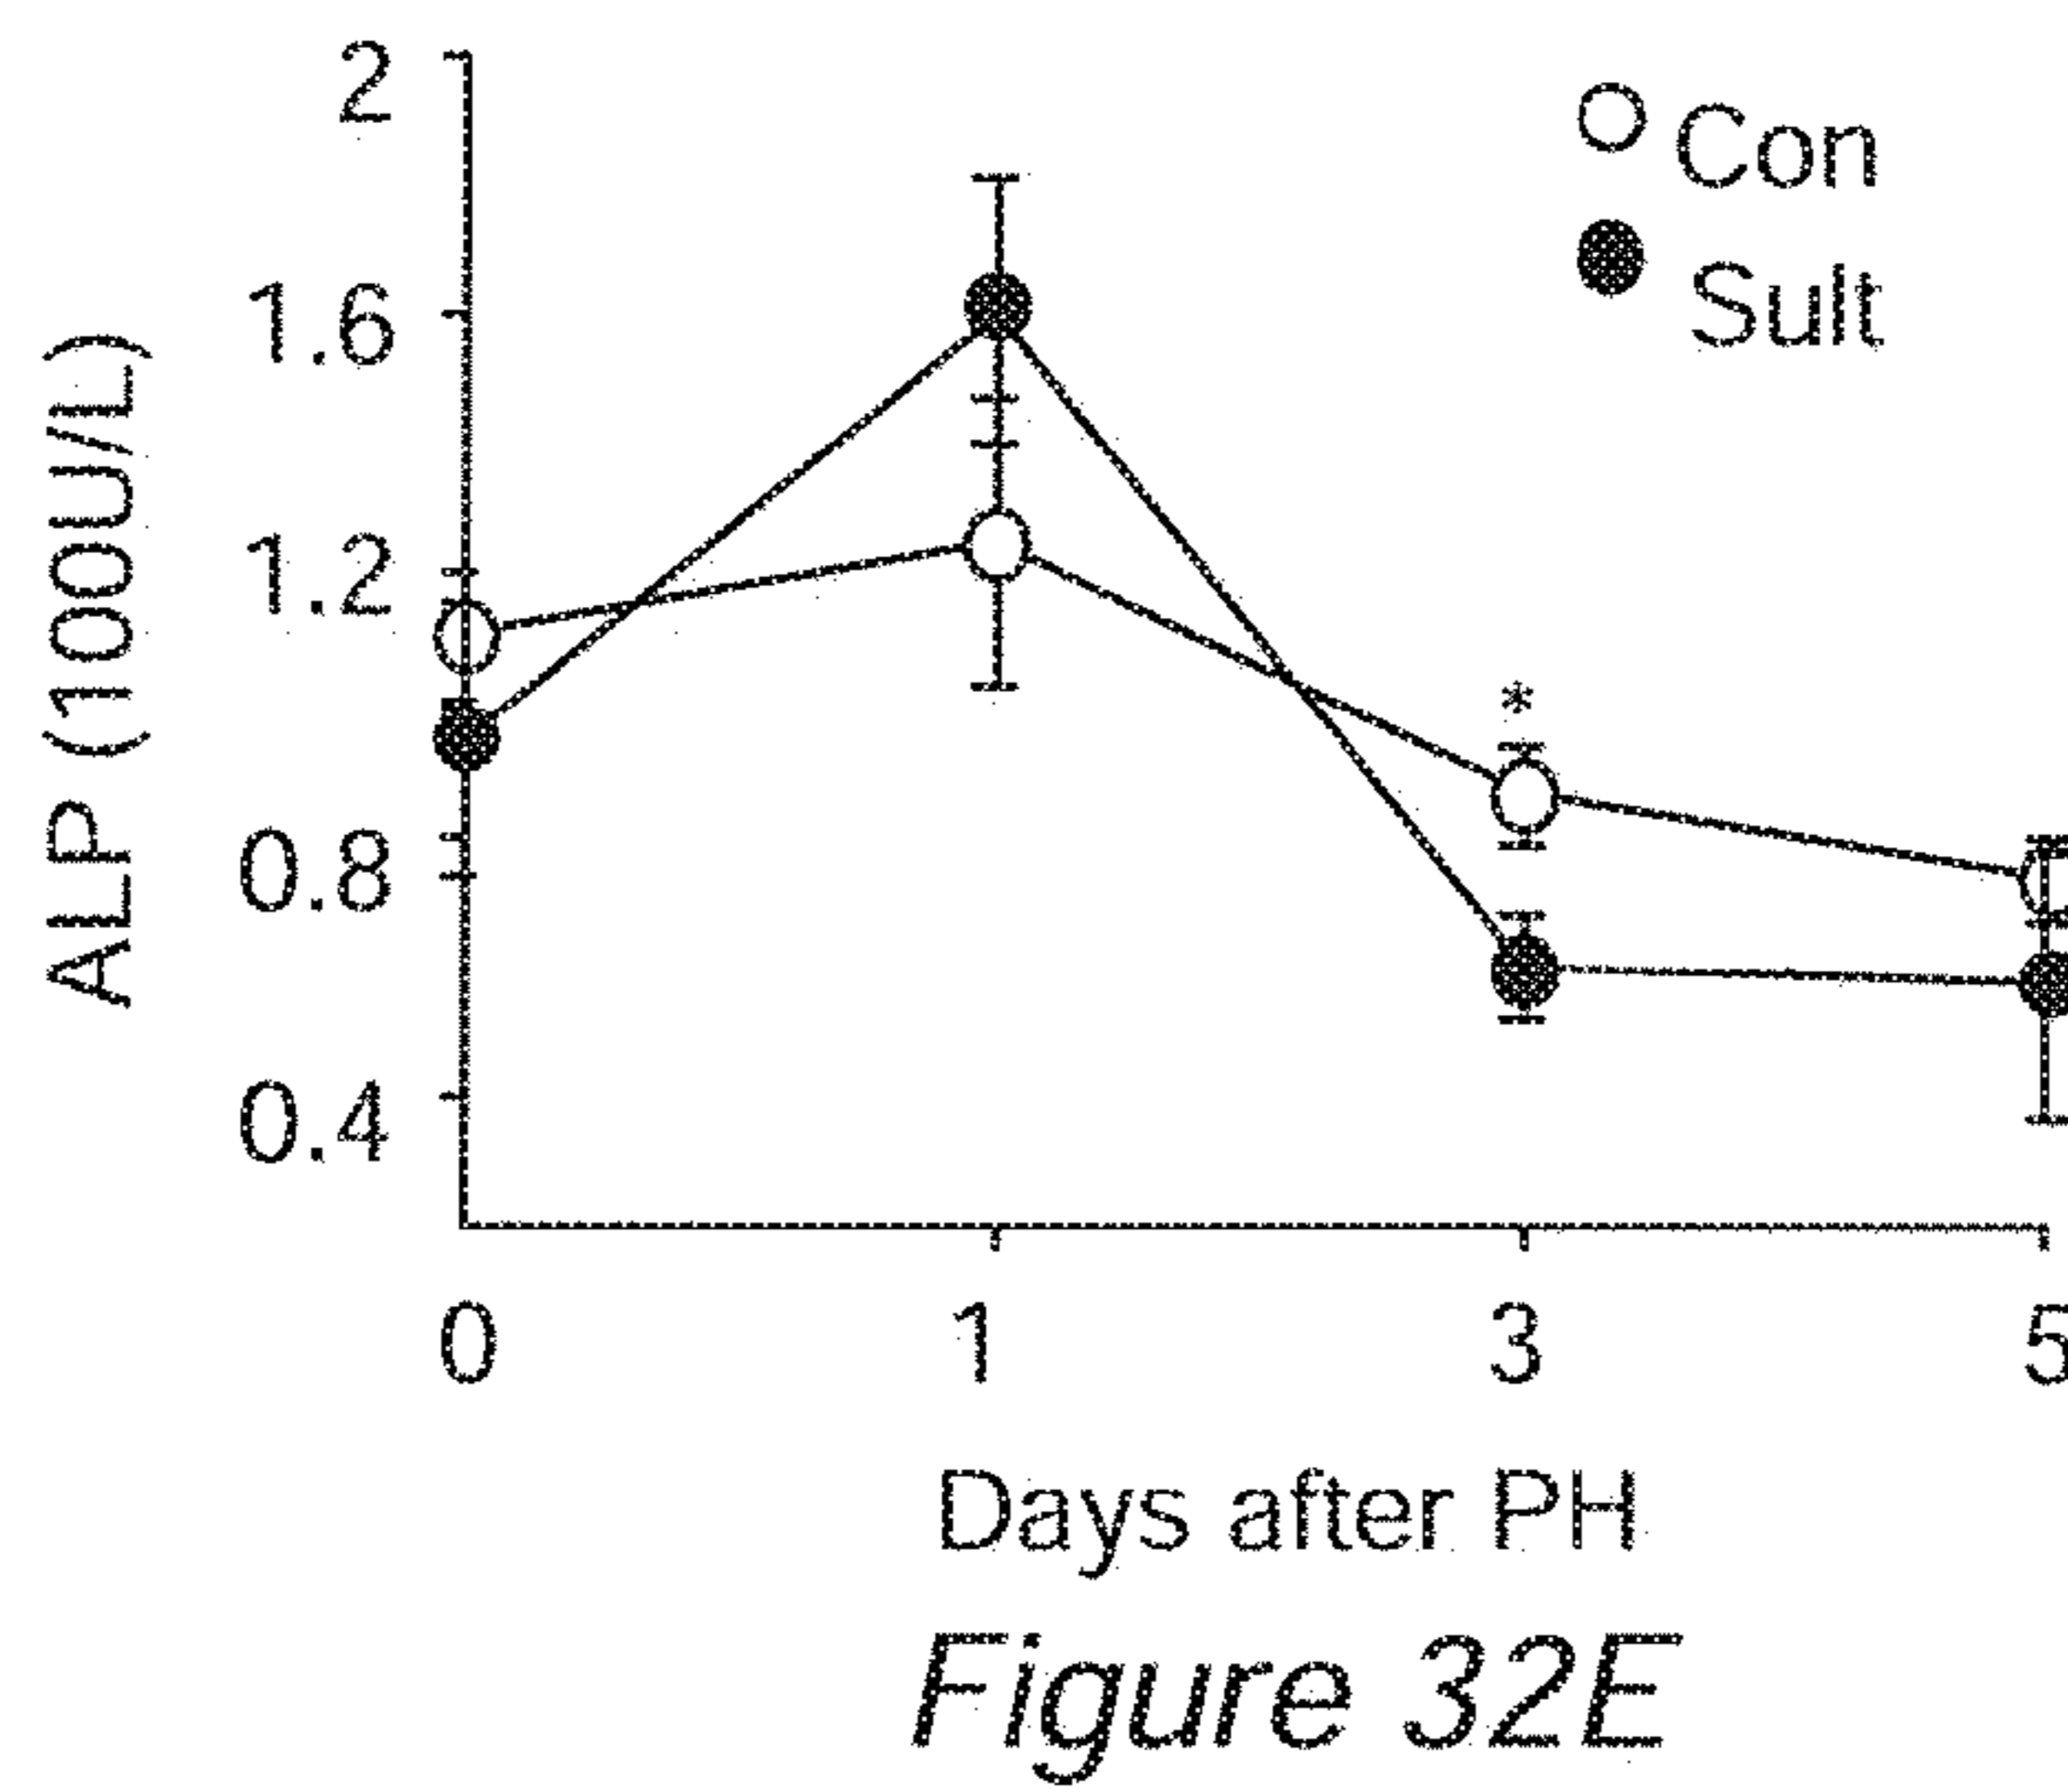 2
Con
Sult
1.6
1.2
0.8
0.4
ALP (100U/L)
*
0 1 3 5
Days after PH
Figure 32E